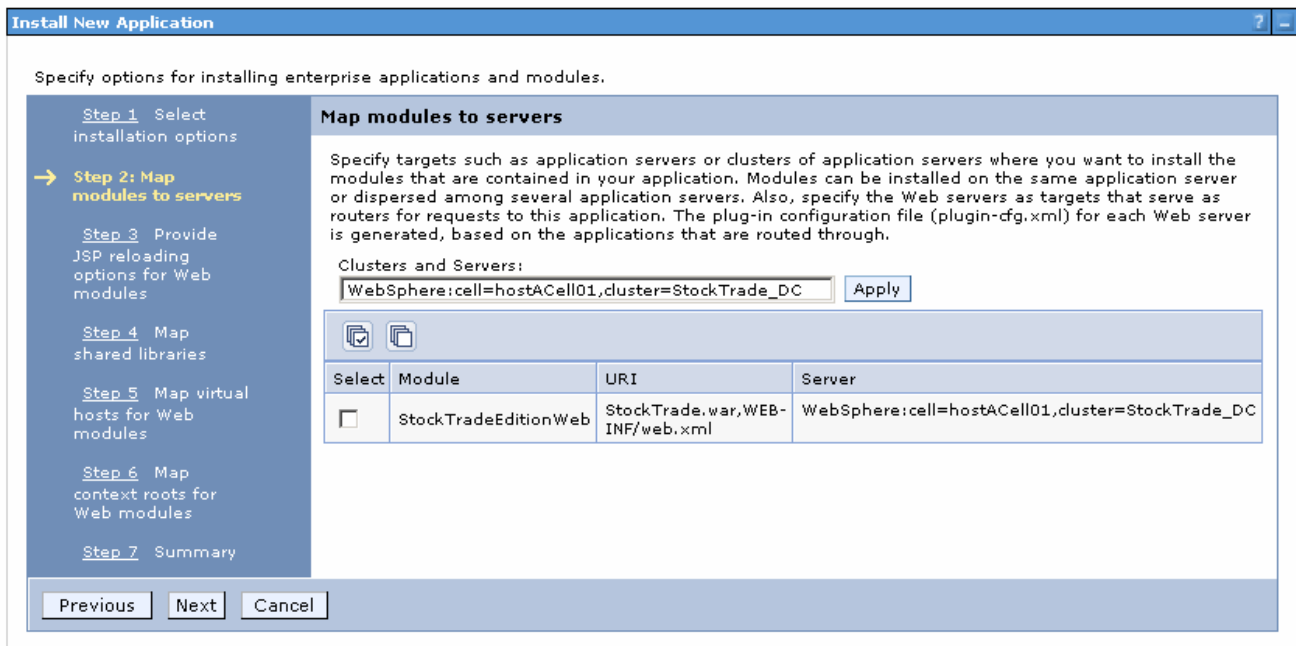 Install New Application
? –
Specify options for installing enterprise applications and modules.
Step 1 Select
installation options
Step 2: Map
modules to servers
Step 3 Provide
JSP reloading
options for Web
modules
Step 4 Map
shared libraries
Step 5 Map virtual
hosts for Web
modules
Step 6 Map
context roots for
Web modules
Step 7 Summary
Map modules to servers
Specify targets such as application servers or clusters of application servers where you want to install the
modules that are contained in your application. Modules can be installed on the same application server
or dispersed among several application servers. Also, specify the Web servers as targets that serve as
routers for requests to this application. The plug-in configuration file (plugin-cfg.xml) for each Web server
is generated, based on the applications that are routed through.
Clusters and Servers:
WebSphere:cell=hostACell01,cluster=StockTrade_DC Apply
Select Module URI Server
StockTradeEditionWeb StockTrade.war,WEB- WebSphere:cell=hostACell01,cluster=StockTrade_DC
INF/web.xml
Previous Next Cancel